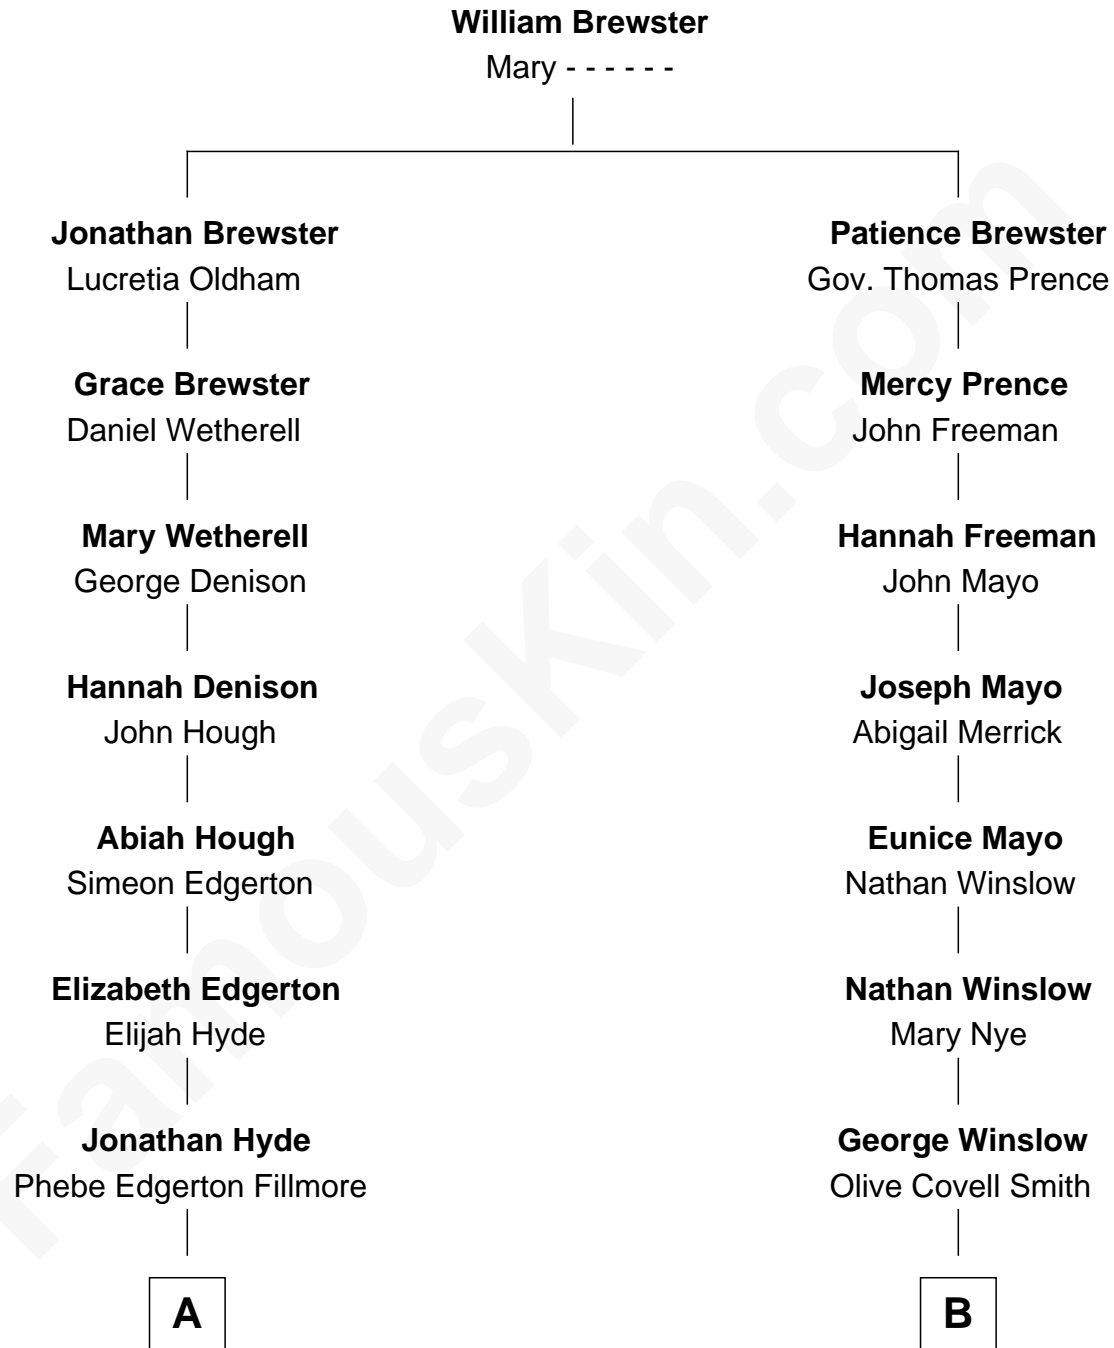 William Brewster
Mary - - - - - -
Jonathan Brewster
Lucretia Oldham
Patience Brewster
Gov. Thomas Prence
Grace Brewster
Daniel Wetherell
Mercy Prence
John Freeman
Mary Wetherell
George Denison
Hannah Freeman
John Mayo
Hannah Denison
John Hough
Joseph Mayo
Abigail Merrick
Abiah Hough
Simeon Edgerton
Eunice Mayo
Nathan Winslow
Elizabeth Edgerton
Elijah Hyde
Nathan Winslow
Mary Nye
Jonathan Hyde
Phebe Edgerton Fillmore
George Winslow
Olive Covell Smith
A
B
FamousKin.com